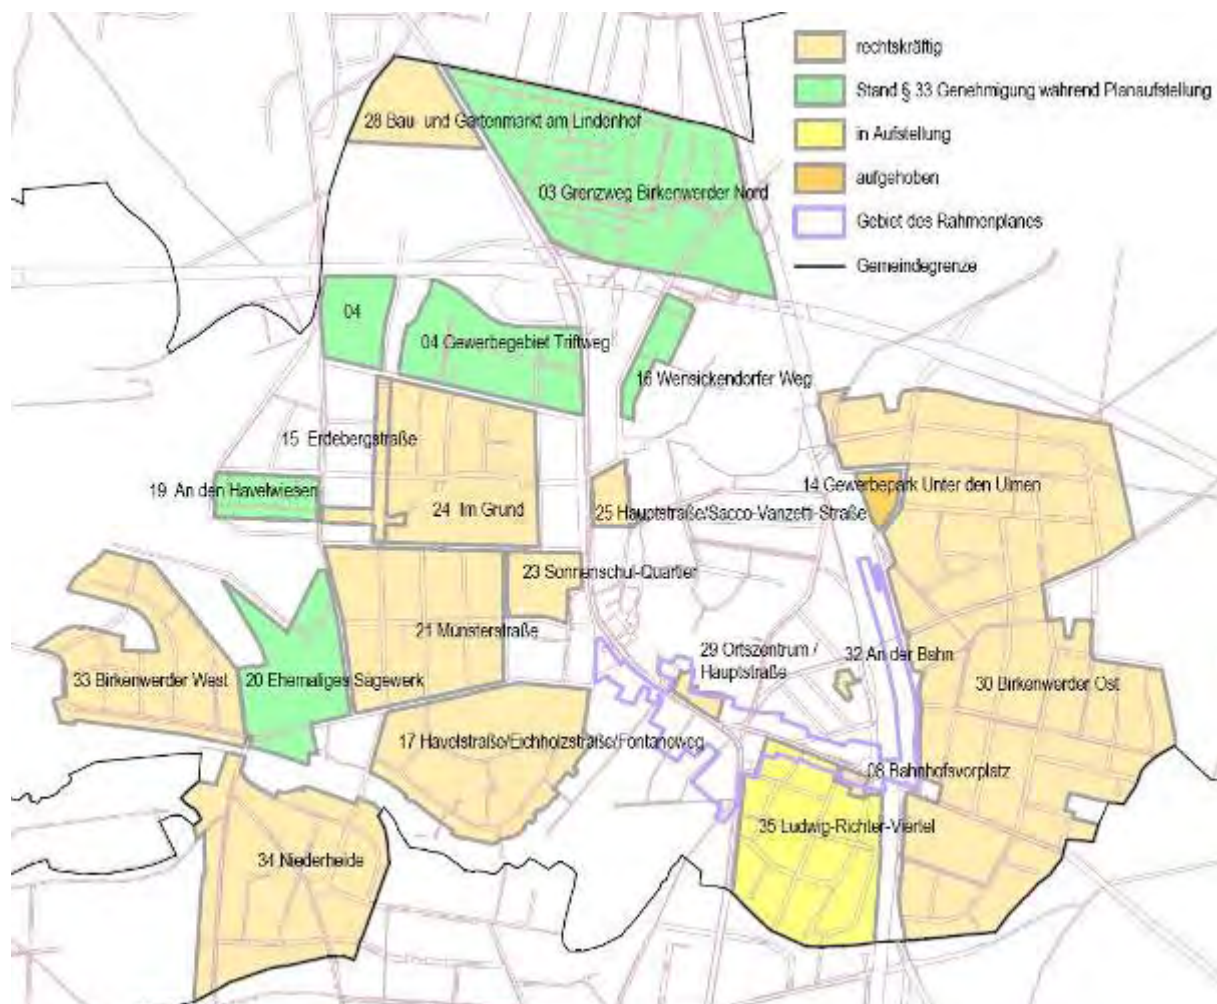 rechtskräftig
Stand § 33 Genehmigung während Planaufstellung
in Aufstellung
aufgehoben
Gebiet des Rahmenplanes
Gemeindegrenze
28 Bau- und Gartenmarkt am Lindenhof
03 Grenzweg Birkenwerder Nord
04
04 Gewerbegebiet Triftweg
16 Wensickendorfer Weg
15 Erdebergstraße
19 An den Havelwiesen
24 Im Grund
14 Gewerbepark Unter den Ulmen
25 Hauptstraße/Sacco-Vanzetti-Straße
23 Sonnenschul-Quartier
21 Munsterstraße
29 Ortszentrum /
Hauptstraße
32 An der Bahn
33 Birkenwerder West
20 Ehemaliges Sagewerk
30 Birkenwerder Ost
17 Havelstraße/Eichholzstraße/Fontaneweg
08 Bahnhofsvorplatz
35 Ludwig-Richter-Viertel
34 Niederheide